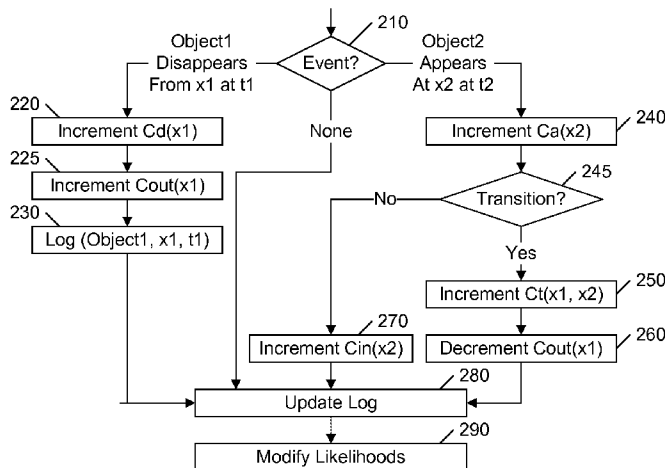 210
Object1
Disappears
From x1 at t1
Event?
Object2
Appears
At x2 at t2
220
Increment Cd(x1)
None
240
Increment Ca(x2)
225
Increment Cout(x1)
245
Transition?
No
230
Log (Object1, x1, t1)
Yes
250
Increment Ct(x1, x2)
270
Increment Cin(x2)
260
Decrement Cout(x1)
280
Update Log
290
Modify Likelihoods